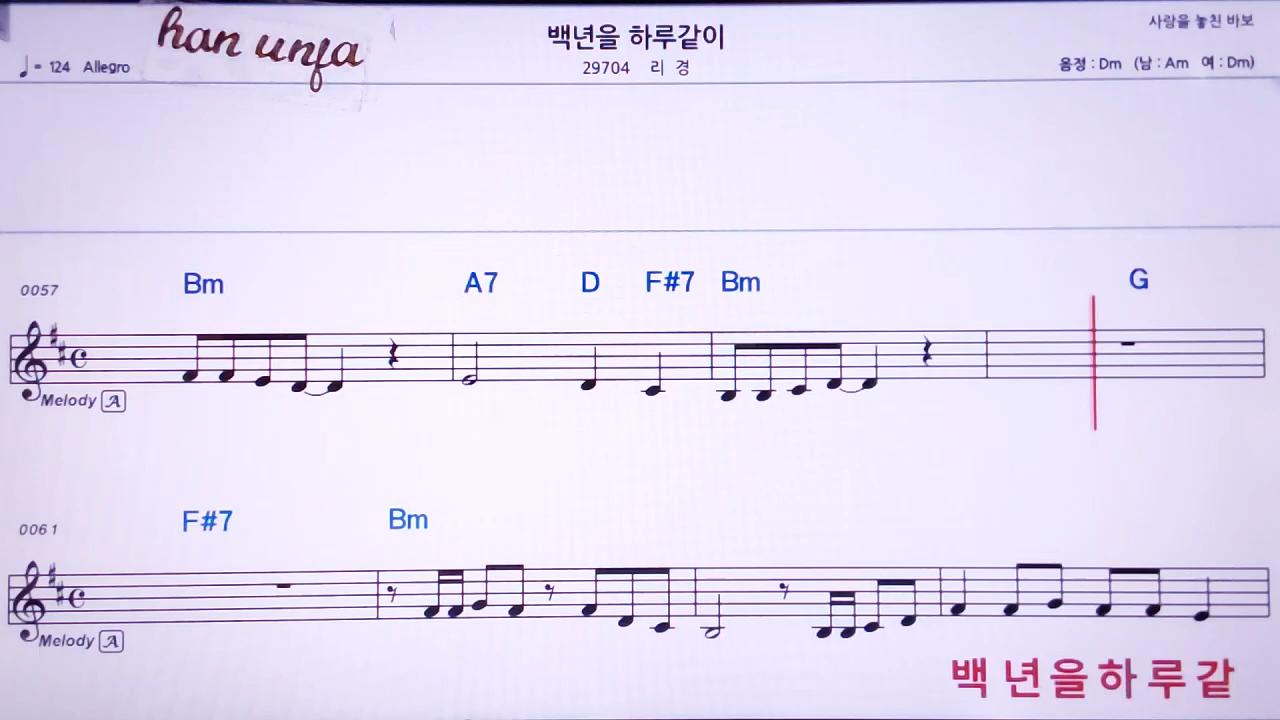 han unfa
백년을 하루같이
사랑을 놓친 바보
♩= 124 Allegro
29704 리 경
음정 : Dm (남 : Am 여 : Dm)
0057 Bm A7 D F#7 Bm G
Melody A
0061 F#7 Bm
Melody A
백 년 을 하 루 같